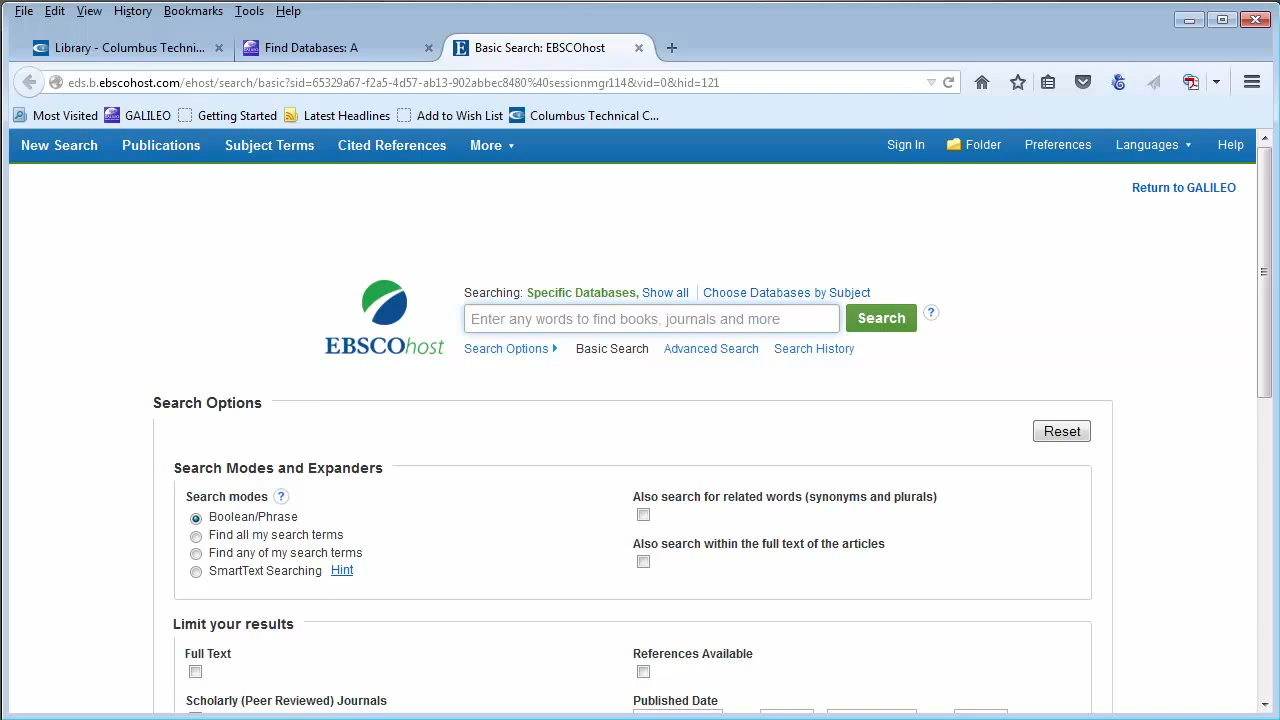 File Edit View History Bookmarks Tools Help
Library - Columbus Techni... × Find Databases: A × Basic Search: EBSCOhost × +
eds.b.ebscohost.com/ehost/search/basic?sid=65329a67-f2a5-4d57-ab13-902abbec8480%40sessionmgr114&vid=0&hid=121
Most Visited GALILEO Getting Started Latest Headlines Add to Wish List Columbus Technical C...
New Search Publications Subject Terms Cited References More Sign In Folder Preferences Languages Help
Return to GALILEO
Searching: Specific Databases, Show all Choose Databases by Subject
Enter any words to find books, journals and more Search ?
EBSCOhost
Search Options Basic Search Advanced Search Search History
Search Options
Reset
Search Modes and Expanders
Search modes ? Also search for related words (synonyms and plurals)
Boolean/Phrase
Find all my search terms
Also search within the full text of the articles
Find any of my search terms
SmartText Searching Hint
Limit your results
Full Text References Available
Scholarly (Peer Reviewed) Journals Published Date